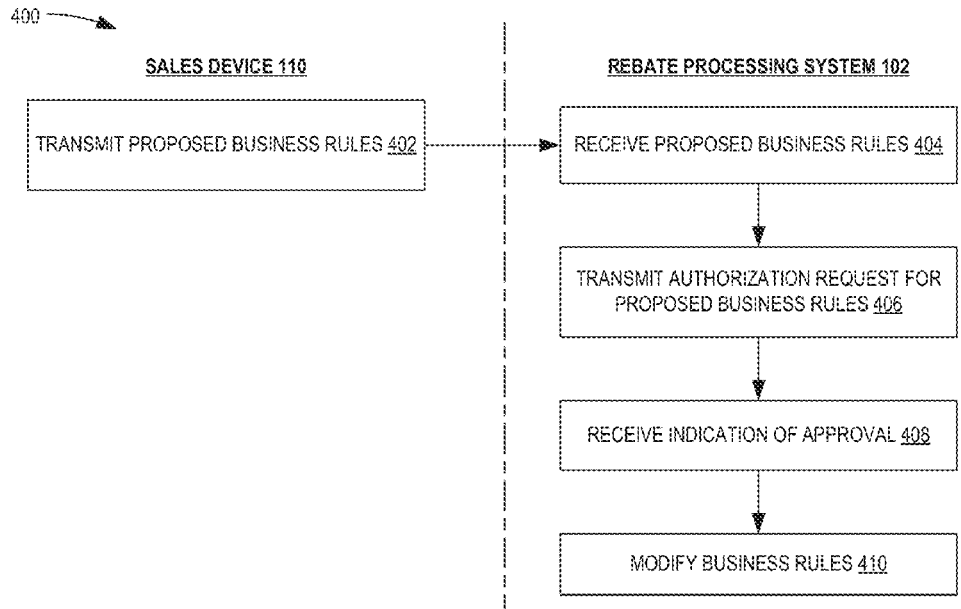 400
SALES DEVICE 110
REBATE PROCESSING SYSTEM 102
TRANSMIT PROPOSED BUSINESS RULES 402
RECEIVE PROPOSED BUSINESS RULES 404
TRANSMIT AUTHORIZATION REQUEST FOR
PROPOSED BUSINESS RULES 406
RECEIVE INDICATION OF APPROVAL 408
MODIFY BUSINESS RULES 410